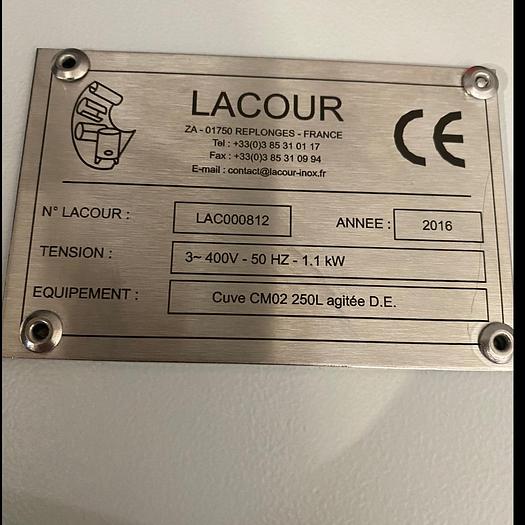 LACOUR
ZA - 01750 REPLONGES - FRANCE
Tel : +33(0)3 85 31 01 17
Fax : +33(0)3 85 31 09 94
E-mail : contact@lacour-inox.fr
CE
N° LACOUR : LAC000812 ANNEE : 2016
TENSION : 3~ 400V - 50 HZ - 1.1 kW
EQUIPEMENT : Cuve CM02 250L agitée D.E.